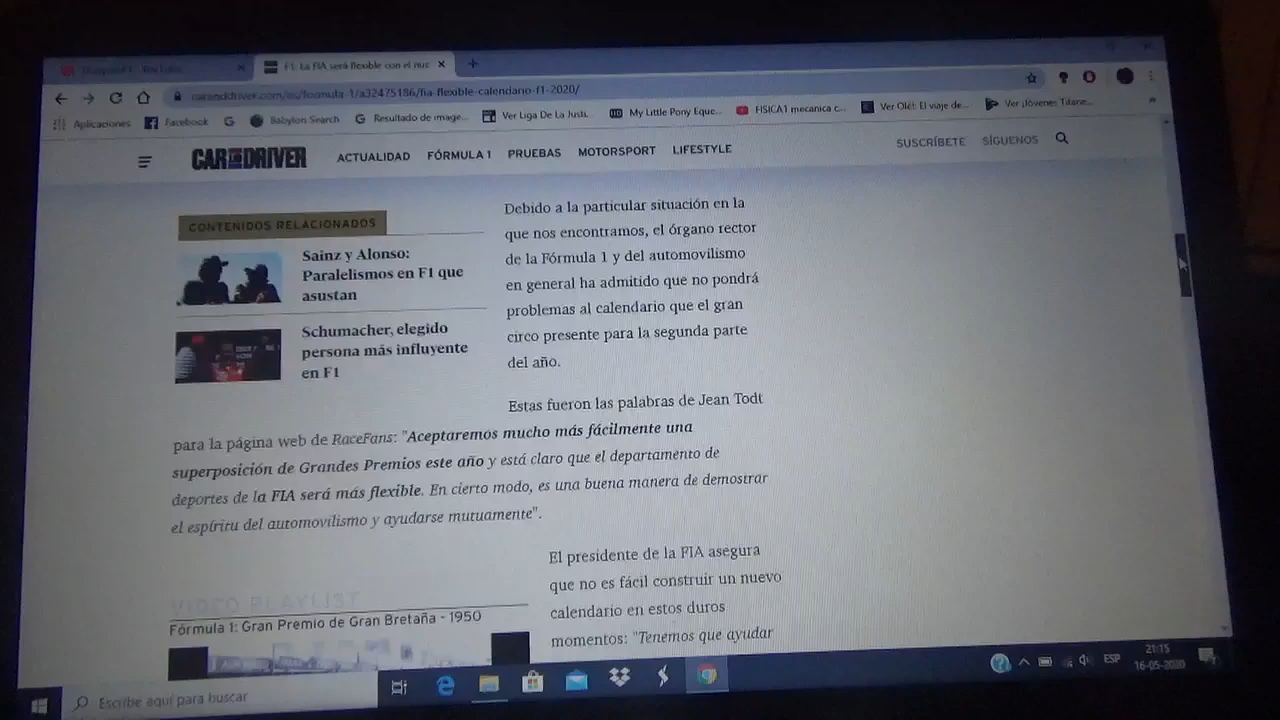 F1: La FIA será flexible con el nue
caranddriver.com/es/formula-1/a32475186/fia-flexible-calendario-f1-2020/
Aplicaciones
Facebook
Babylon Search
Resultado de image...
Ver Liga De La Justi...
My Little Pony Eque...
FISICA1 mecanica c...
Ver Olé: El viaje de...
Ver ¡Jóvenes Titane...
CAR AND DRIVER
ACTUALIDAD
FÓRMULA 1
PRUEBAS
MOTORSPORT
LIFESTYLE
SUSCRÍBETE
SÍGUENOS
CONTENIDOS RELACIONADOS
Sainz y Alonso:
Paralelismos en F1 que
asustan
Schumacher, elegido
persona más influyente
en F1
Debido a la particular situación en la
que nos encontramos, el órgano rector
de la Fórmula 1 y del automovilismo
en general ha admitido que no pondrá
problemas al calendario que el gran
circo presente para la segunda parte
del año.
Estas fueron las palabras de Jean Todt
para la página web de RaceFans: "Aceptaremos mucho más fácilmente una
superposición de Grandes Premios este año y está claro que el departamento de
deportes de la FIA será más flexible. En cierto modo, es una buena manera de demostrar
el espíritu del automovilismo y ayudarse mutuamente".
El presidente de la FIA asegura
que no es fácil construir un nuevo
calendario en estos duros
momentos: "Tenemos que ayudar
VIDEO PLAYLIST
Fórmula 1: Gran Premio de Gran Bretaña - 1950
Escribe aquí para buscar
ESP
21:15
16-05-2020